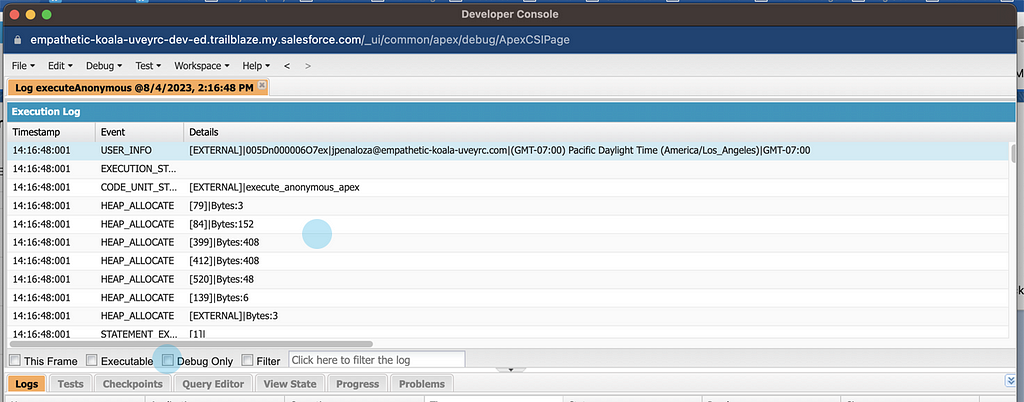 Developer Console
empathetic-koala-uveyrc-dev-ed.trailblaze.my.salesforce.com/_ui/common/apex/debug/ApexCSIPage
File Edit Debug Test Workspace Help < >
Log executeAnonymous @8/4/2023, 2:16:48 PM
Execution Log
Timestamp Event Details
14:16:48:001 USER_INFO [EXTERNAL]|005Dn000006O7ex|jpenaloza@empathetic-koala-uveyrc.com|(GMT-07:00) Pacific Daylight Time (America/Los_Angeles)|GMT-07:00
14:16:48:001 EXECUTION_ST...
14:16:48:001 CODE_UNIT_ST... [EXTERNAL]|execute_anonymous_apex
14:16:48:001 HEAP_ALLOCATE [79]|Bytes:3
14:16:48:001 HEAP_ALLOCATE [84]|Bytes:152
14:16:48:001 HEAP_ALLOCATE [399]|Bytes:408
14:16:48:001 HEAP_ALLOCATE [412]|Bytes:408
14:16:48:001 HEAP_ALLOCATE [520]|Bytes:48
14:16:48:001 HEAP_ALLOCATE [139]|Bytes:6
14:16:48:001 HEAP_ALLOCATE [EXTERNAL]|Bytes:3
14:16:48:001 STATEMENT_EX... [1]|
This Frame Executable Debug Only Filter Click here to filter the log
Logs Tests Checkpoints Query Editor View State Progress Problems